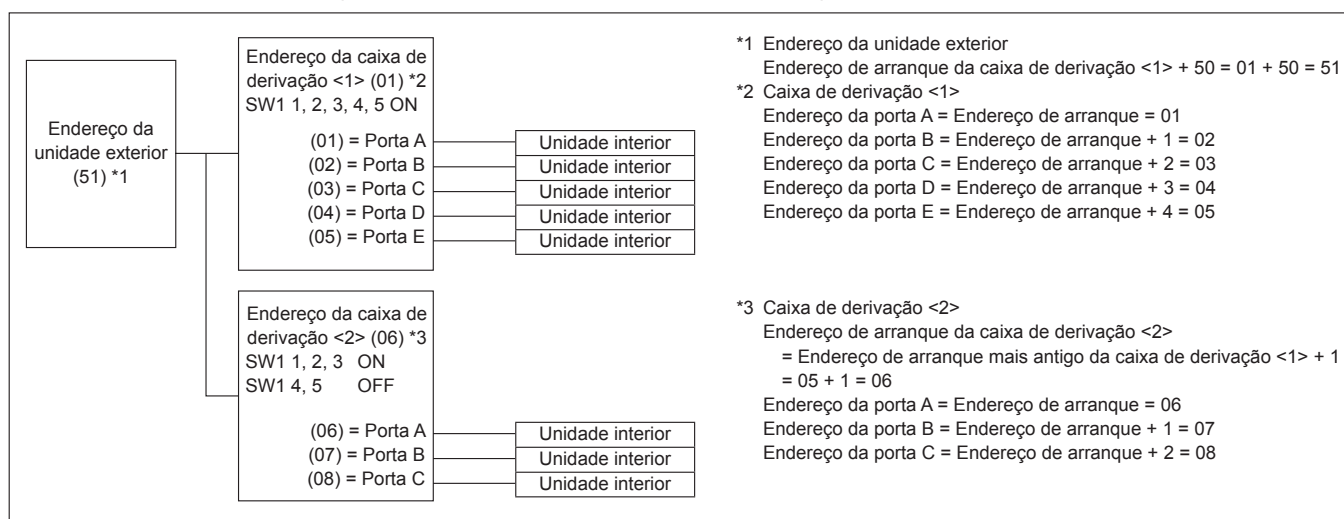 Endereço da
unidade exterior
(51) *1
Endereço da caixa de
derivação <1> (01) *2
SW1 1, 2, 3, 4, 5 ON
(01) = Porta A
(02) = Porta B
(03) = Porta C
(04) = Porta D
(05) = Porta E
Unidade interior
Unidade interior
Unidade interior
Unidade interior
Unidade interior
Endereço da caixa de
derivação <2> (06) *3
SW1 1, 2, 3 ON
SW1 4, 5 OFF
(06) = Porta A
(07) = Porta B
(08) = Porta C
Unidade interior
Unidade interior
Unidade interior
*1 Endereço da unidade exterior
Endereço de arranque da caixa de derivação <1> + 50 = 01 + 50 = 51
*2 Caixa de derivação <1>
Endereço da porta A = Endereço de arranque = 01
Endereço da porta B = Endereço de arranque + 1 = 02
Endereço da porta C = Endereço de arranque + 2 = 03
Endereço da porta D = Endereço de arranque + 3 = 04
Endereço da porta E = Endereço de arranque + 4 = 05
*3 Caixa de derivação <2>
Endereço de arranque da caixa de derivação <2>
= Endereço de arranque mais antigo da caixa de derivação <1> + 1
= 05 + 1 = 06
Endereço da porta A = Endereço de arranque = 06
Endereço da porta B = Endereço de arranque + 1 = 07
Endereço da porta C = Endereço de arranque + 2 = 08